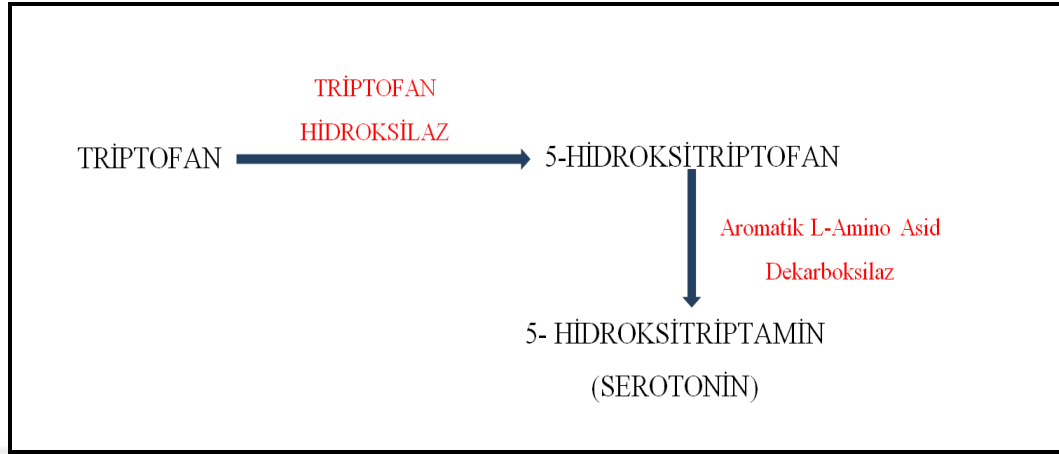 TRİPTOFAN
HİDROKSİLAZ
TRİPTOFAN
5-HİDROKSİTRİPTOFAN
Aromatik L-Amino Asid
Dekarboksilaz
5- HİDROKSİTRİPTAMİN
(SEROTONİN)